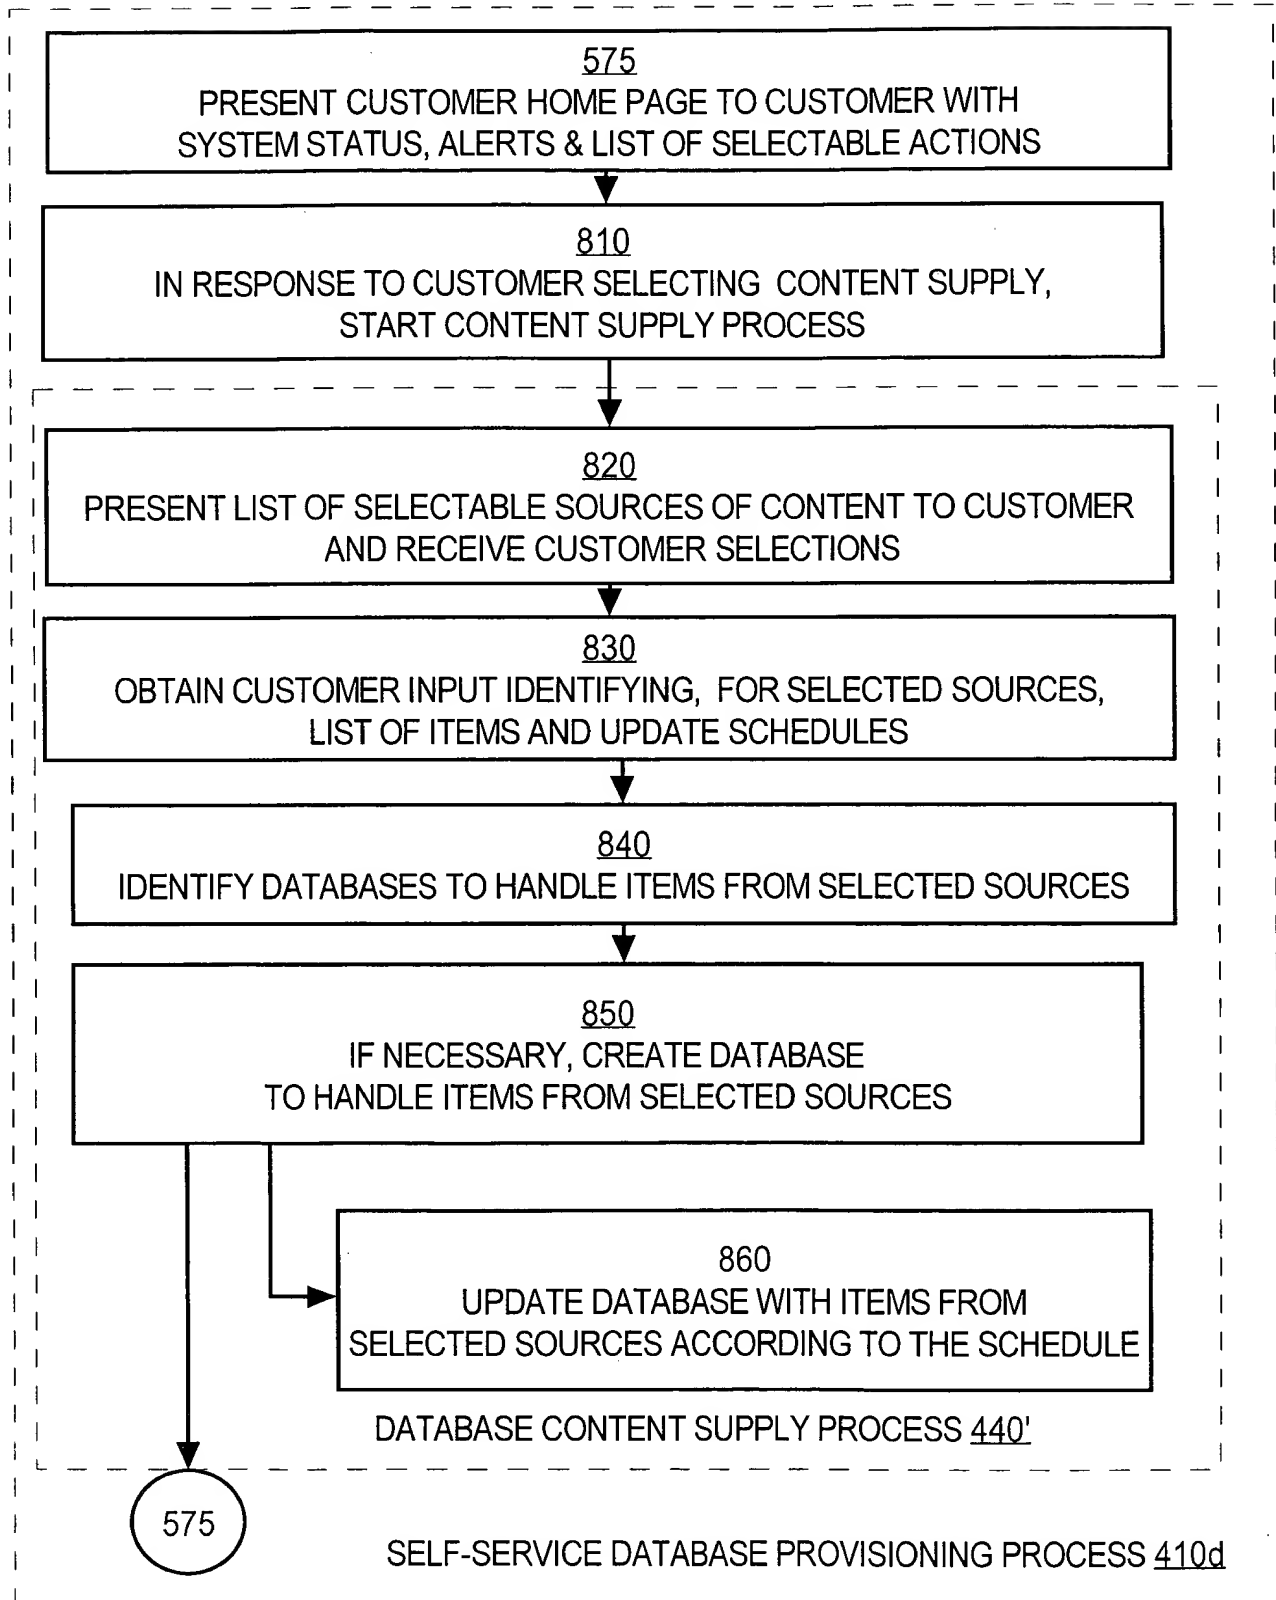 575
PRESENT CUSTOMER HOME PAGE TO CUSTOMER WITH
SYSTEM STATUS, ALERTS & LIST OF SELECTABLE ACTIONS
810
IN RESPONSE TO CUSTOMER SELECTING CONTENT SUPPLY,
START CONTENT SUPPLY PROCESS
820
PRESENT LIST OF SELECTABLE SOURCES OF CONTENT TO CUSTOMER
AND RECEIVE CUSTOMER SELECTIONS
830
OBTAIN CUSTOMER INPUT IDENTIFYING, FOR SELECTED SOURCES,
LIST OF ITEMS AND UPDATE SCHEDULES
840
IDENTIFY DATABASES TO HANDLE ITEMS FROM SELECTED SOURCES
850
IF NECESSARY, CREATE DATABASE
TO HANDLE ITEMS FROM SELECTED SOURCES
860
UPDATE DATABASE WITH ITEMS FROM
SELECTED SOURCES ACCORDING TO THE SCHEDULE
DATABASE CONTENT SUPPLY PROCESS 440'
575
SELF-SERVICE DATABASE PROVISIONING PROCESS 410d